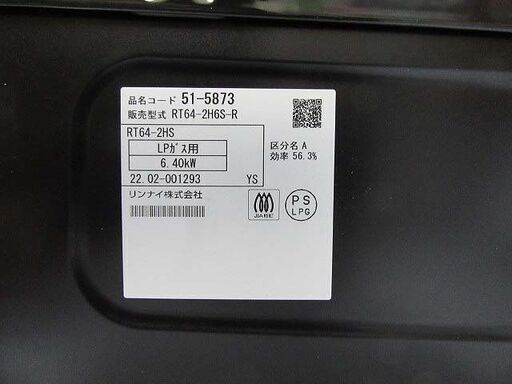 品名コード 51-5873
販売型式 RT64-2H6S-R
RT64-2HS
LPガス用
6.40kW
22.02-001293 YS
リンナイ株式会社
区分名 A
効率 56.3%
JIA
PS
LPG